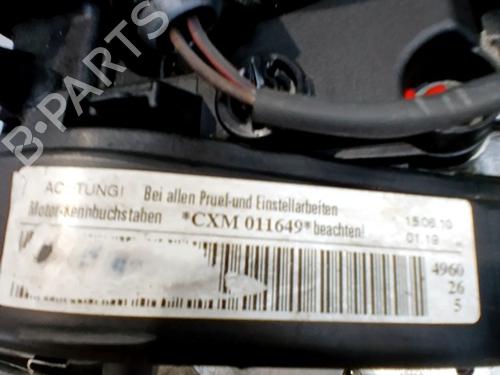 B-PARTS
AC TUNG! Bei allen Pruef-und Einstellarbeiten
Motor-Kennbuchstaben *CXM 011649* beachten!
15.06.10
01.19
4960
26
5